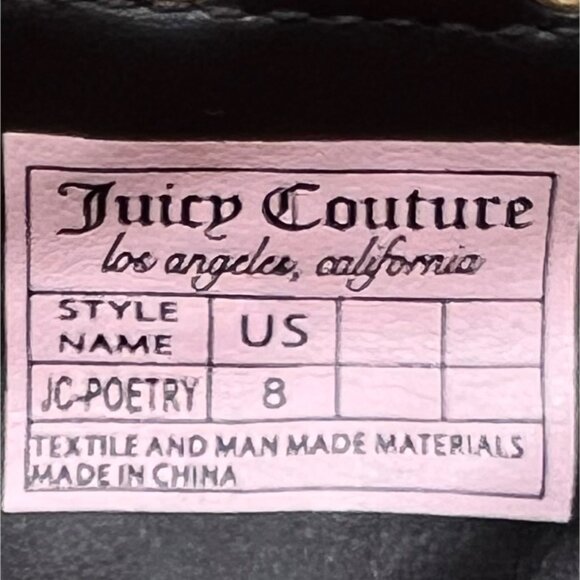 Juicy Couture
los angeles, california
STYLE NAME US
JC-POETRY 8
TEXTILE AND MAN MADE MATERIALS
MADE IN CHINA